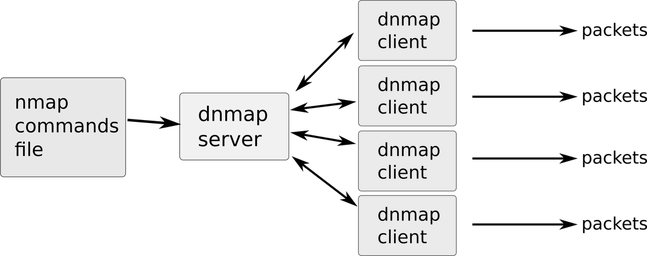 nmap
commands
file
dnmap
server
dnmap
client
packets
dnmap
client
packets
dnmap
client
packets
dnmap
client
packets